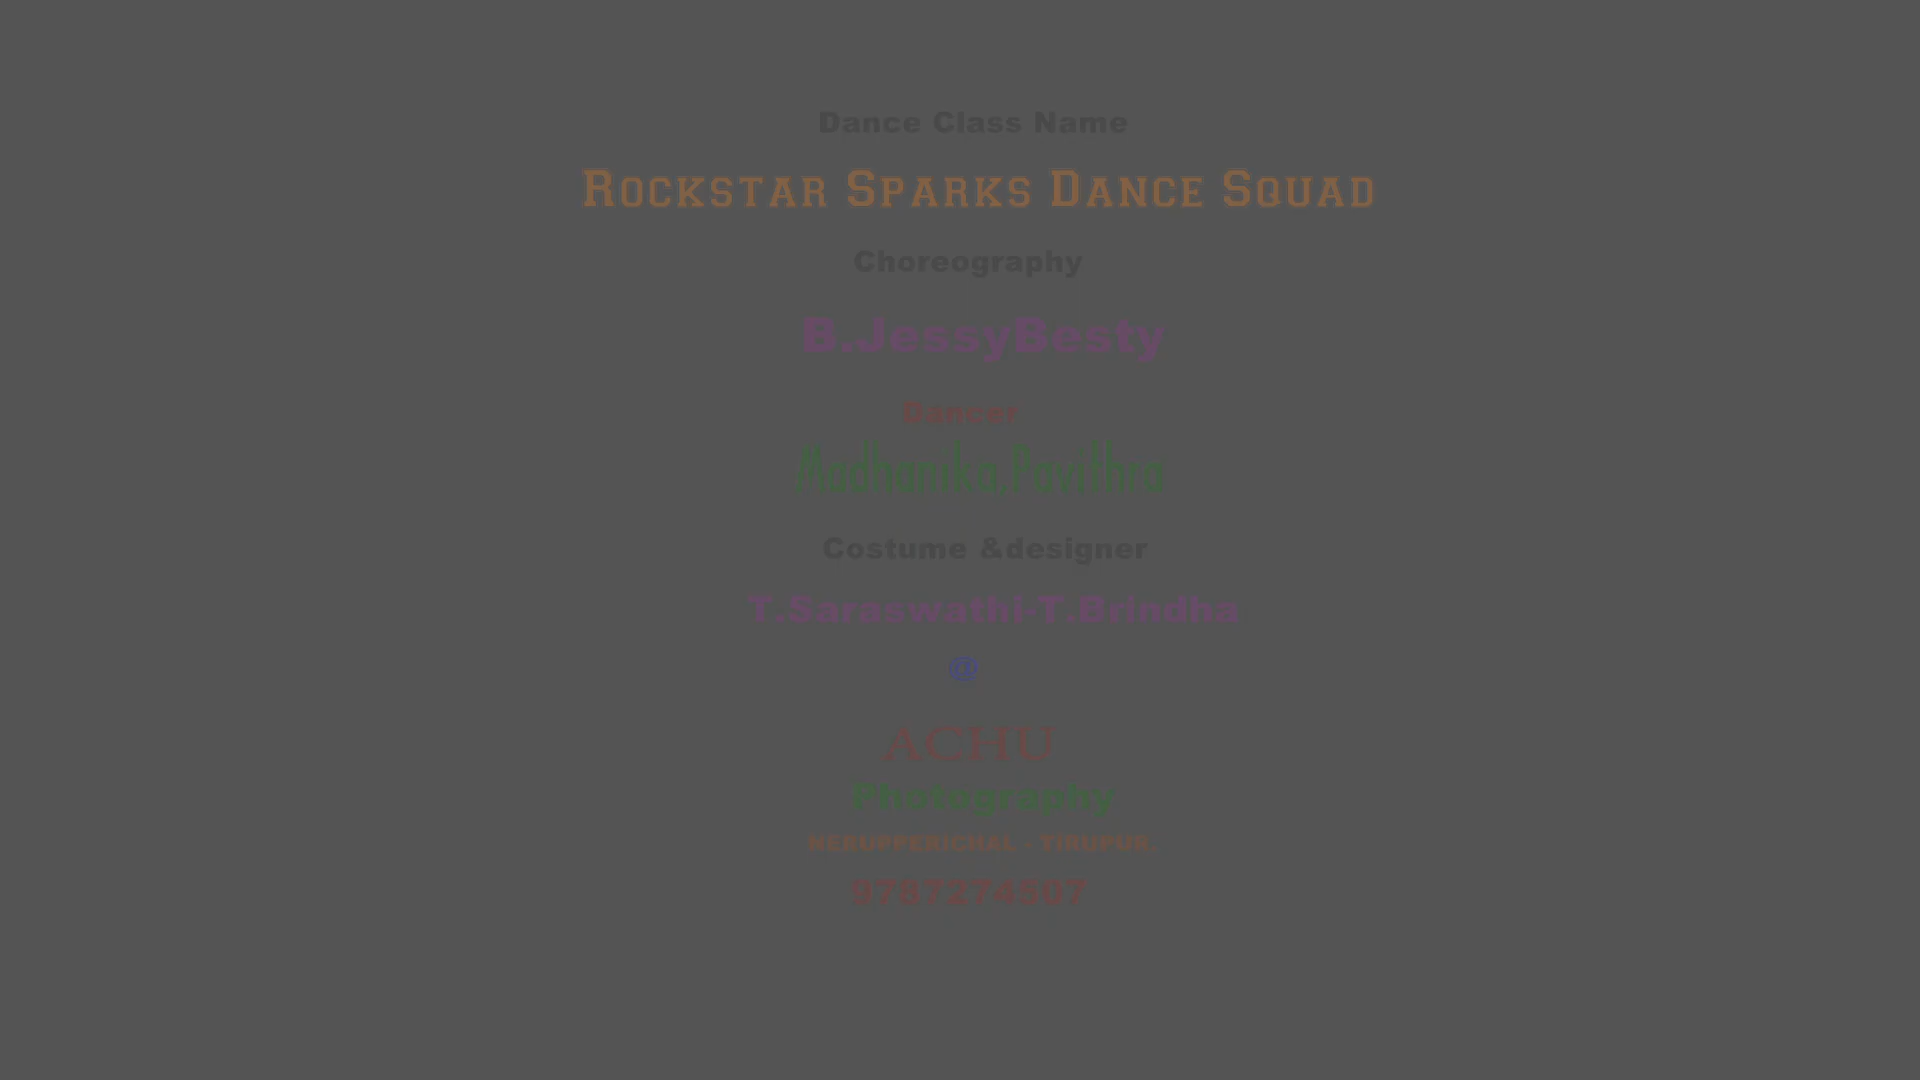 Dance Class Name
Rockstar Sparks Dance Squad
Choreography
B.JessyBesty
Dancer
Madhanika.Pavithra
Costume &designer
T.Saraswathi-T.Brindha
@
ACHU
Photography
NERUPPERICHAL - TIRUPUR.
9787274507